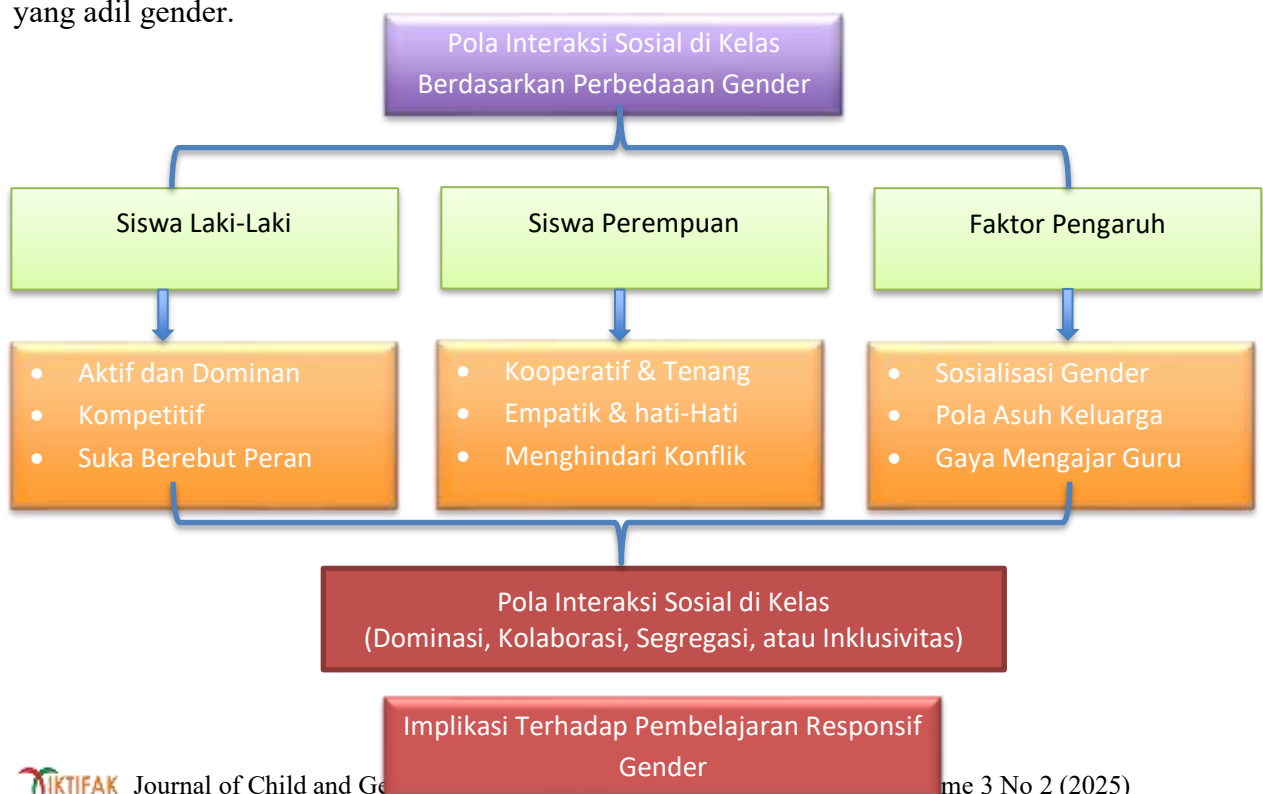 yang adil gender.
Pola Interaksi Sosial di Kelas
Berdasarkan Perbedaaan Gender
Siswa Laki-Laki
Siswa Perempuan
Faktor Pengaruh
• Aktif dan Dominan
• Kompetitif
• Suka Berebut Peran
• Kooperatif & Tenang
• Empatik & hati-Hati
• Menghindari Konflik
• Sosialisasi Gender
• Pola Asuh Keluarga
• Gaya Mengajar Guru
Pola Interaksi Sosial di Kelas
(Dominasi, Kolaborasi, Segregasi, atau Inklusivitas)
Implikasi Terhadap Pembelajaran Responsif
Gender
IKTIFAK Journal of Child and Ge me 3 No 2 (2025)